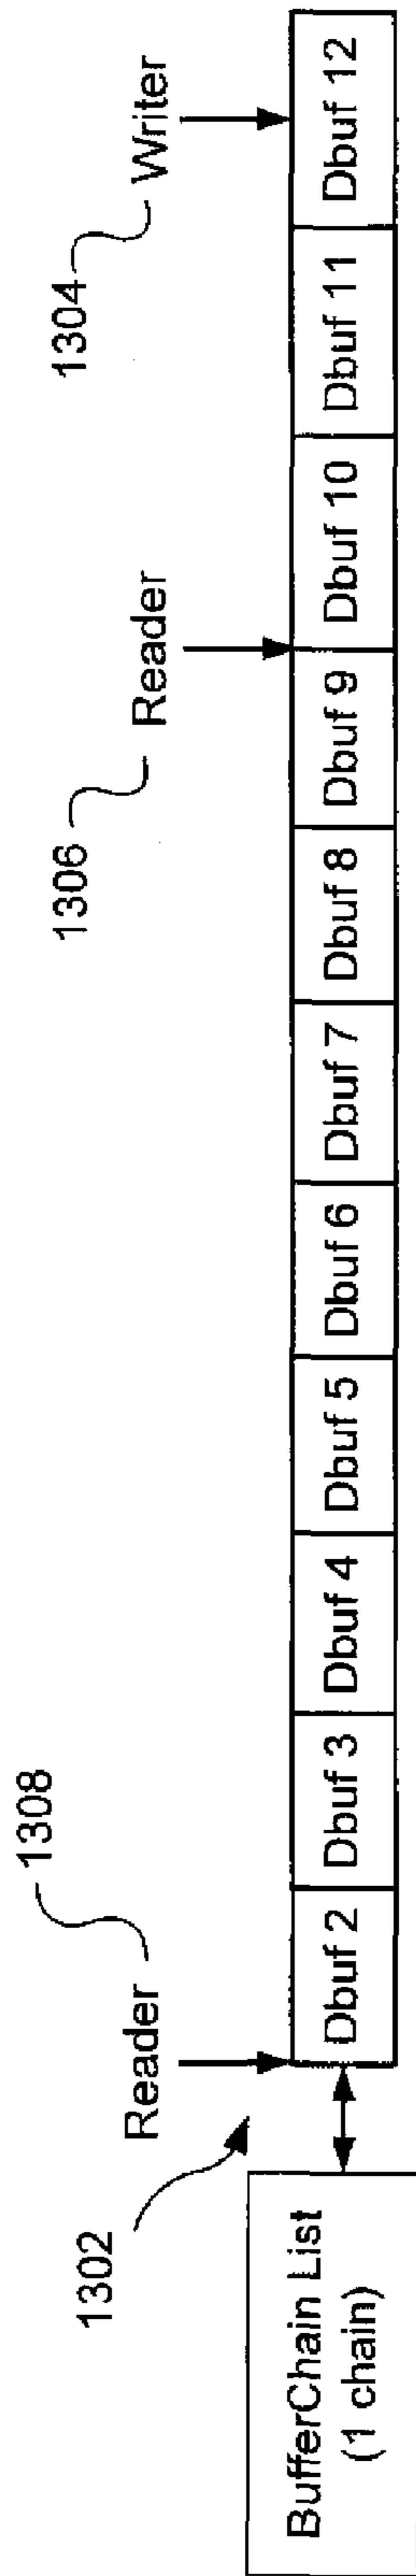 1304 Writer
1306 Reader
1308
Reader
1302
BufferChain List
(1 chain)
Dbuf 2
Dbuf 3
Dbuf 4
Dbuf 5
Dbuf 6
Dbuf 7
Dbuf 8
Dbuf 9
Dbuf 10
Dbuf 11
Dbuf 12